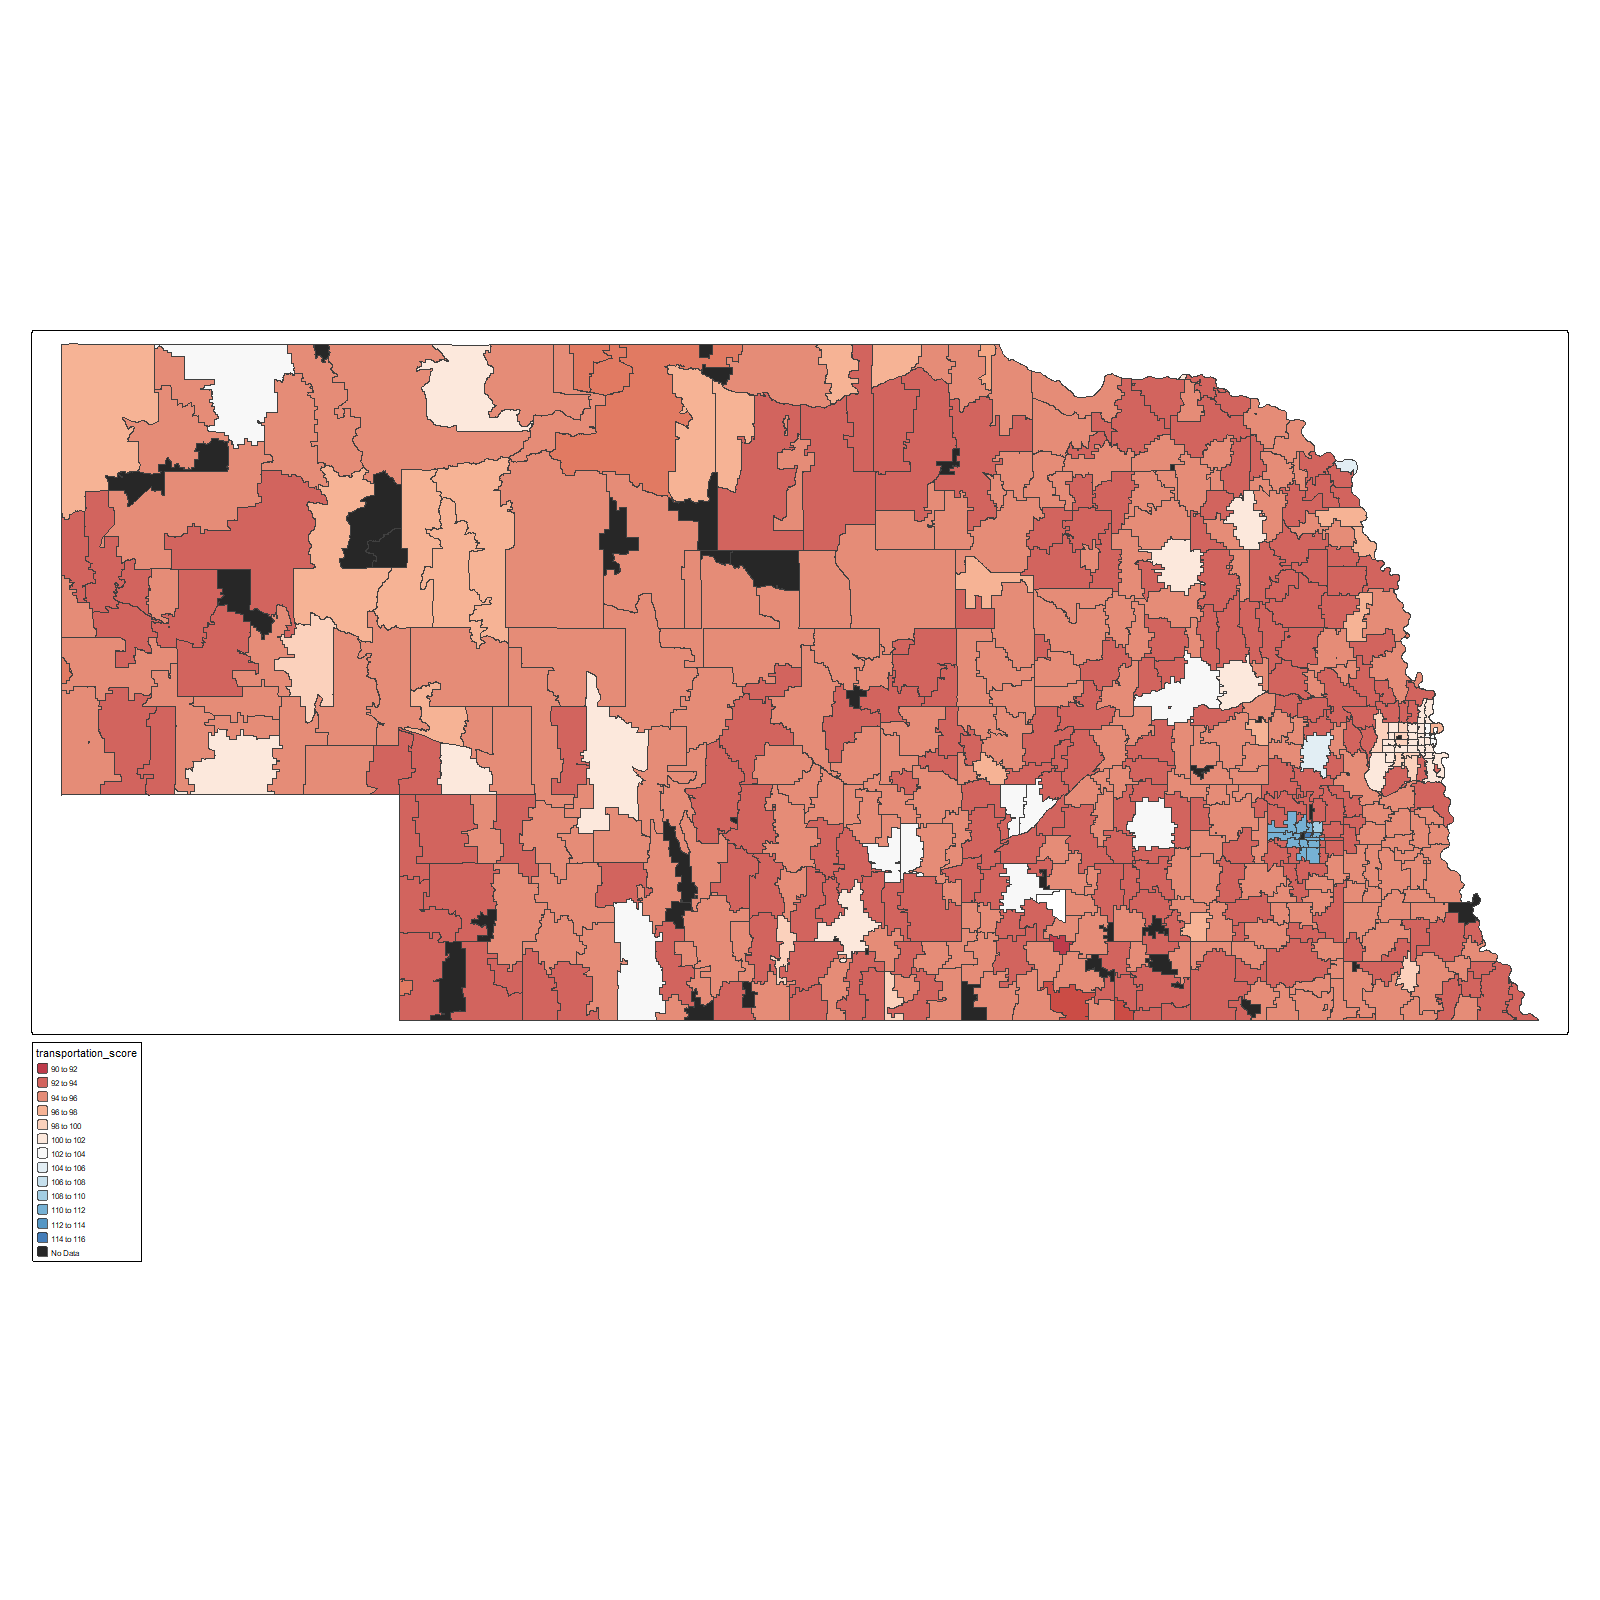 transportation_score
90 to 92
92 to 94
94 to 96
96 to 98
98 to 100
100 to 102
102 to 104
104 to 106
106 to 108
108 to 110
110 to 112
112 to 114
114 to 116
No Data